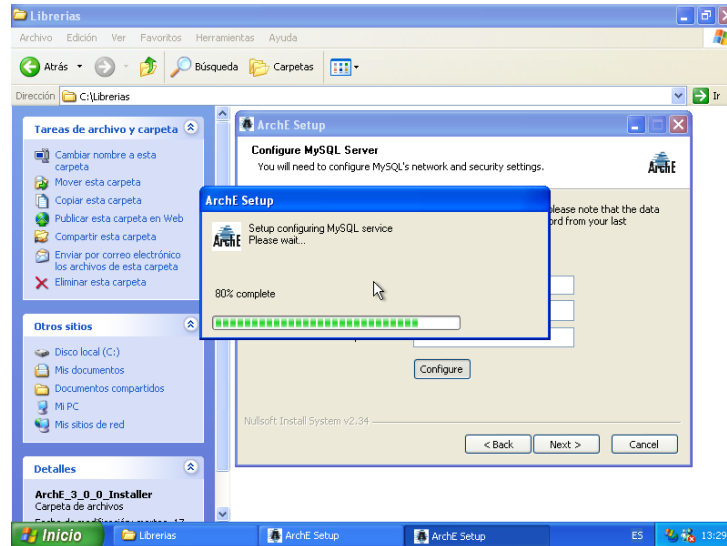 Librerias
Archivo Edición Ver Favoritos Herramientas Ayuda
Atrás Búsqueda Carpetas
Dirección C:\Librerias Ir
Tareas de archivo y carpeta
Cambiar nombre a esta
carpeta
Mover esta carpeta
Copiar esta carpeta
Publicar esta carpeta en Web
Compartir esta carpeta
Enviar por correo electrónico
los archivos de esta carpeta
Eliminar esta carpeta
Otros sitios
Disco local (C:)
Mis documentos
Documentos compartidos
Mi PC
Mis sitios de red
Detalles
ArchE_3_0_0_Installer
Carpeta de archivos
ArchE Setup
Configure MySQL Server
You will need to configure MySQL's network and security settings.
ArchE
please note that the data
ord from your last
ArchE Setup
ArchE
Setup configuring MySQL service
Please wait...
80% complete
Configure
Nullsoft Install System v2.34
< Back Next > Cancel
Inicio Librerias ArchE Setup ArchE Setup ES